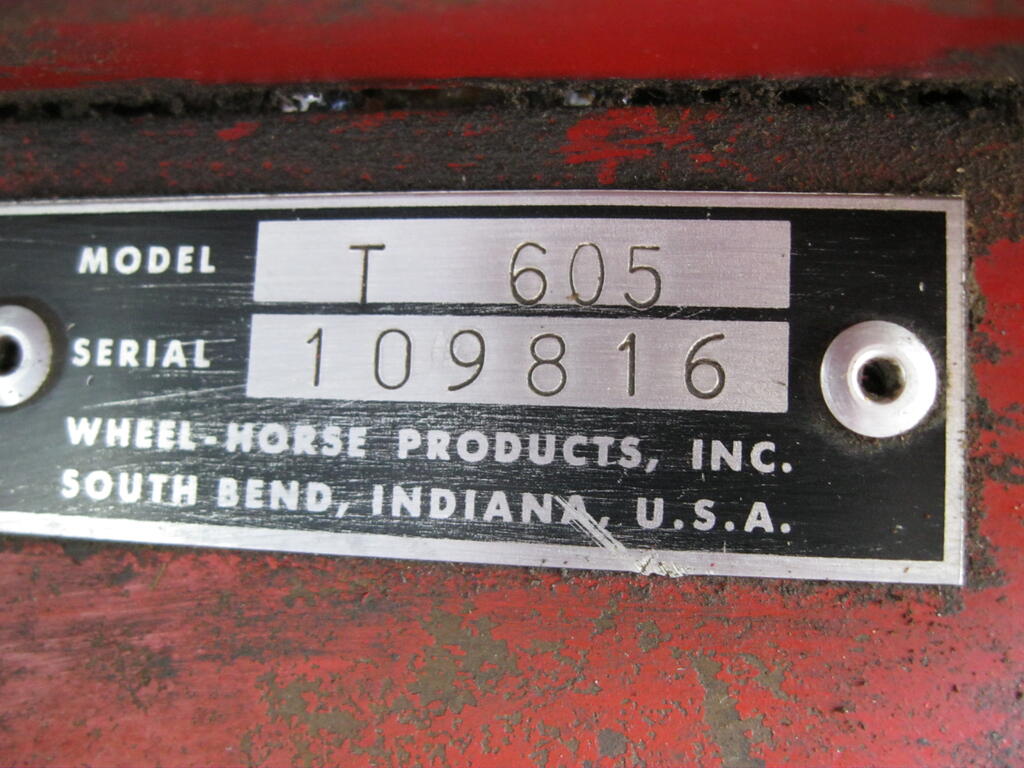 MODEL T 605
SERIAL 109816
WHEEL-HORSE PRODUCTS, INC.
SOUTH BEND, INDIANA, U.S.A.